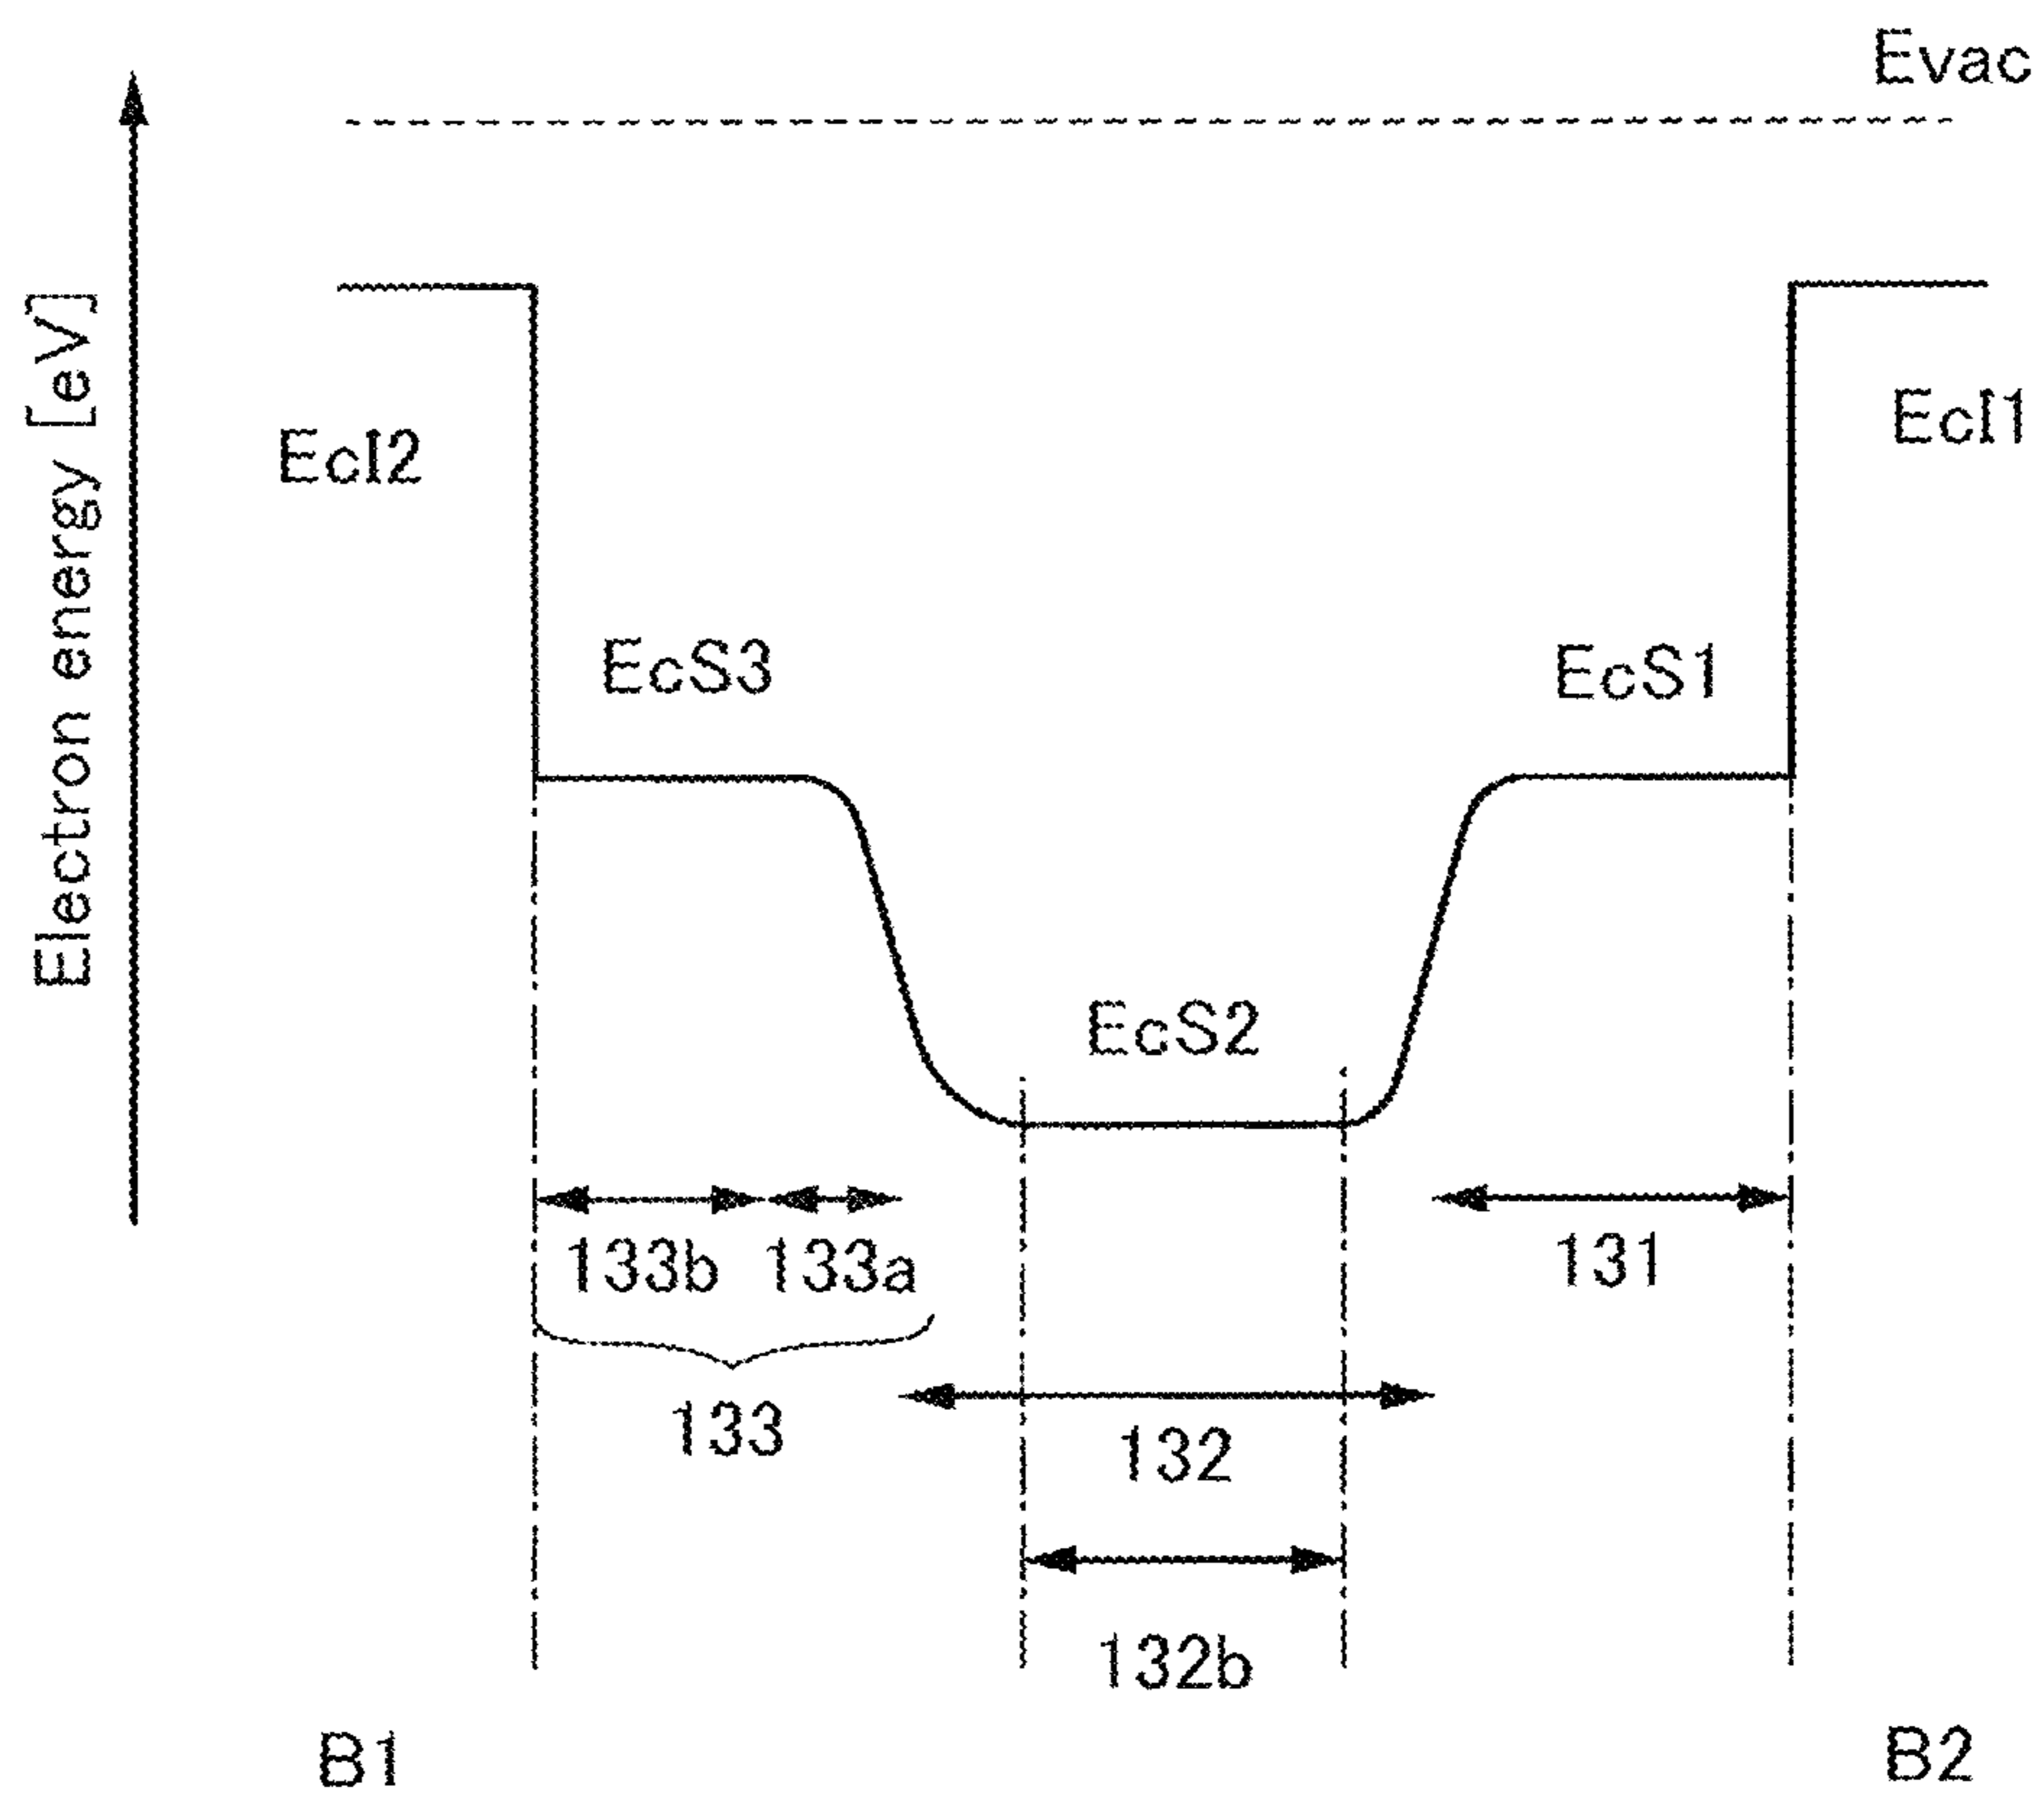 Evac
Electron energy [eV]
EcI2
EcI1
EcS3
EcS1
EcS2
133b
133a
131
133
132
132b
B1
B2